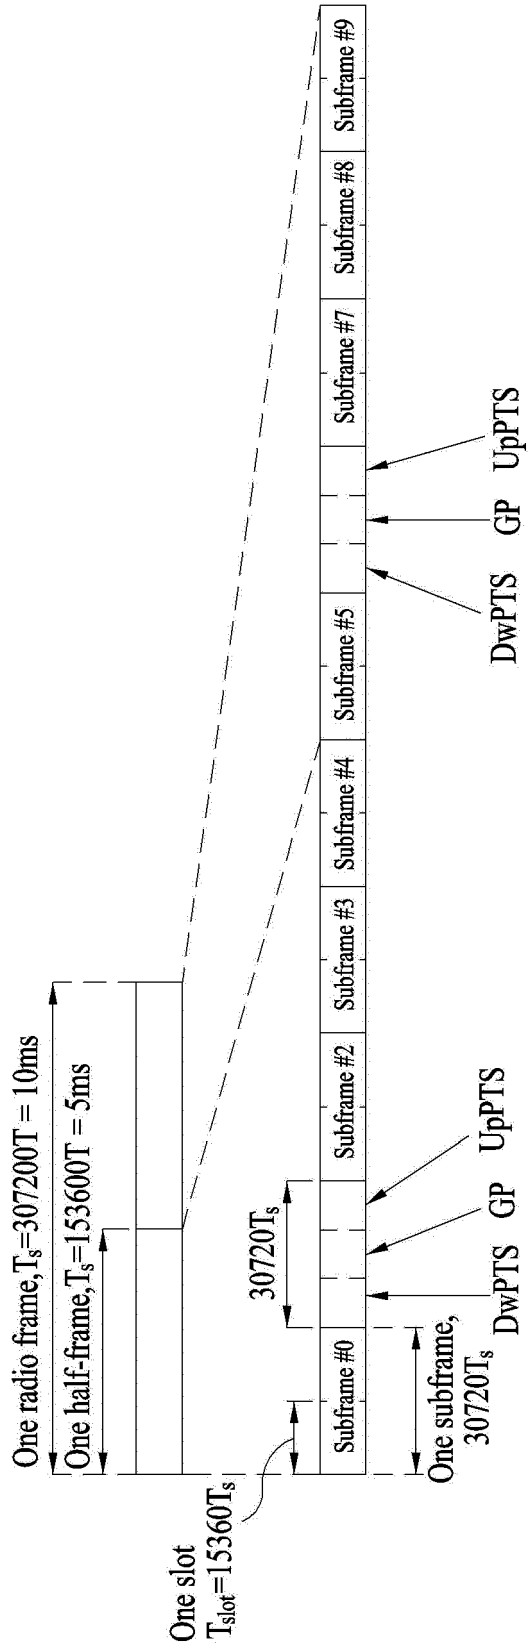 One radio frame,Ts=307200T = 10ms
One half-frame,Ts=153600T = 5ms
One slot
Tslot=15360Ts
30720Ts
Subframe #0
Subframe #2
Subframe #3
Subframe #4
Subframe #5
Subframe #7
Subframe #8
Subframe #9
One subframe,
30720Ts
DwPTS
GP
UpPTS
DwPTS
GP
UpPTS